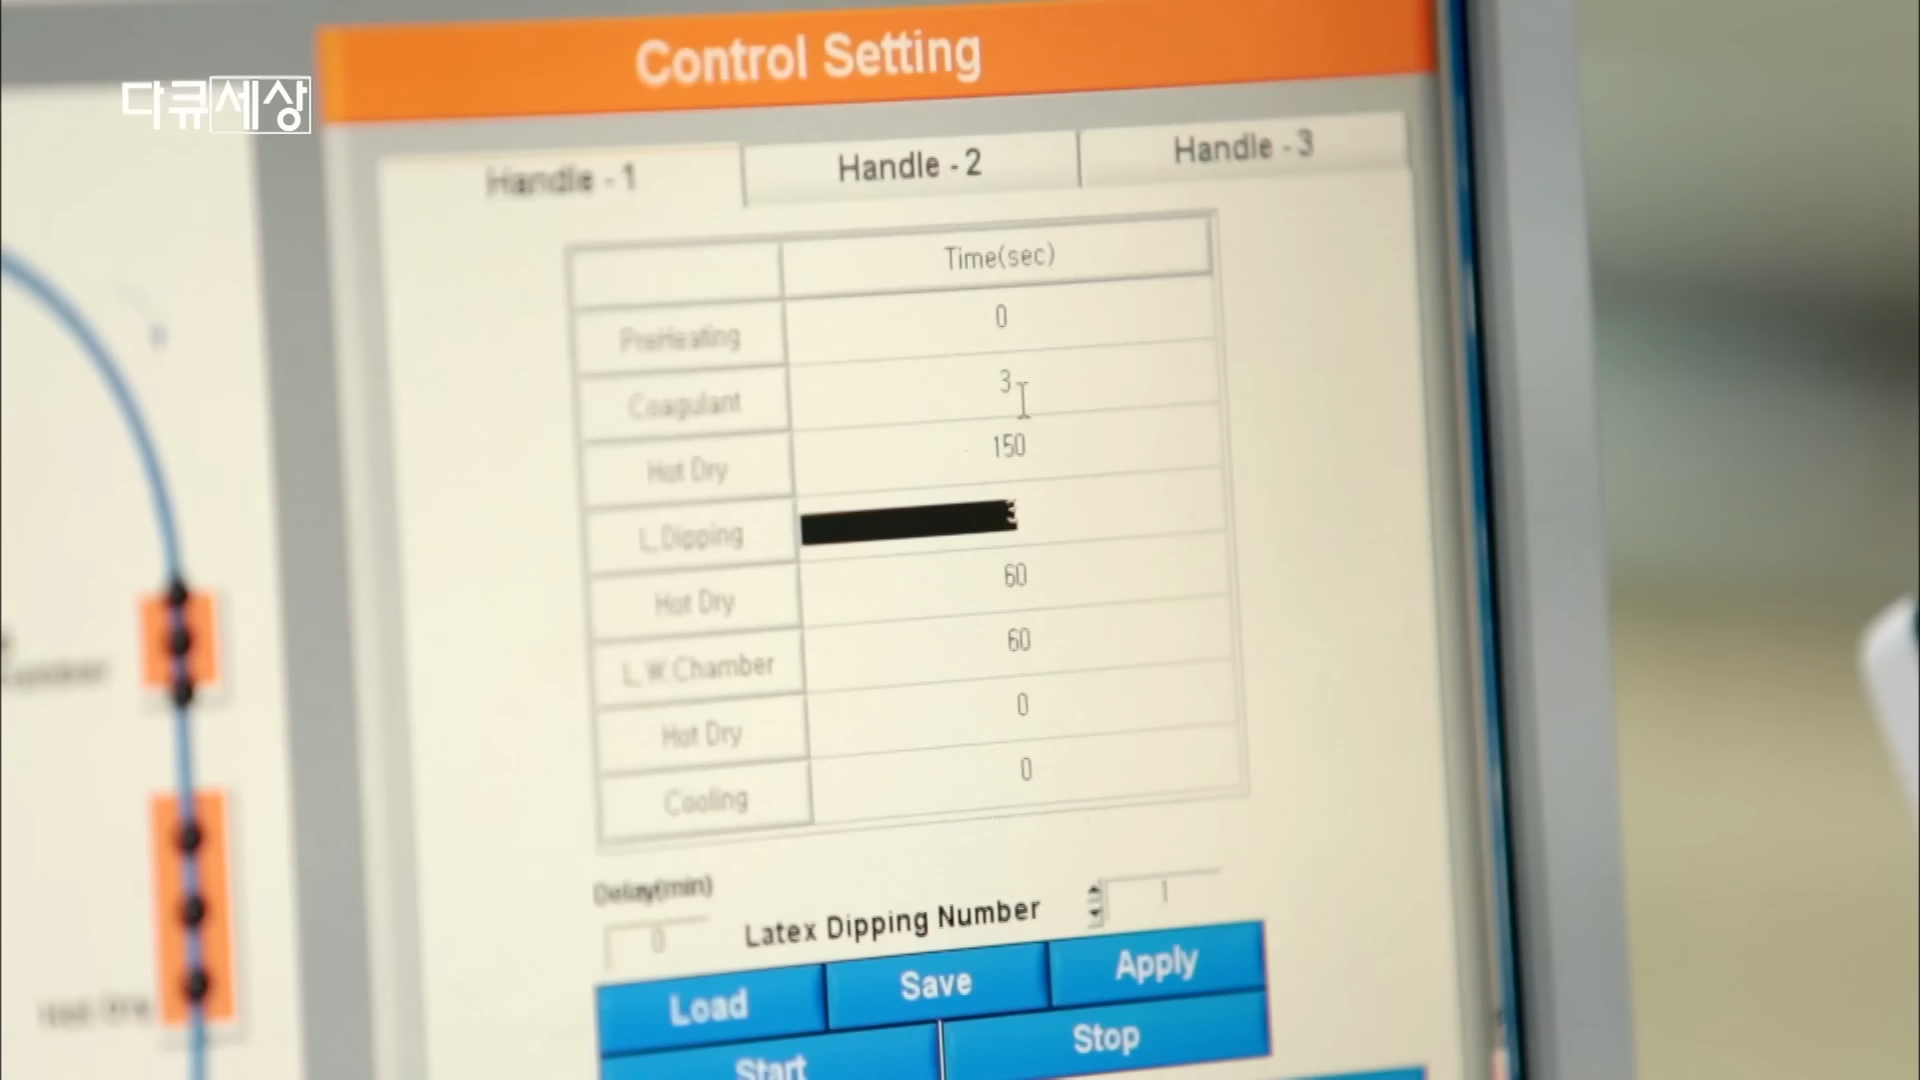 다큐세상
Control Setting
Handle - 1
Handle - 2
Handle - 3
Time(sec)
PreHeating 0
Coagulant 3
Hot Dry 150
L.Dipping 3
Hot Dry 60
L.W.Chamber 60
Hot Dry 0
Cooling 0
Delay(min)
0
Latex Dipping Number 1
Load
Save
Apply
Start
Stop